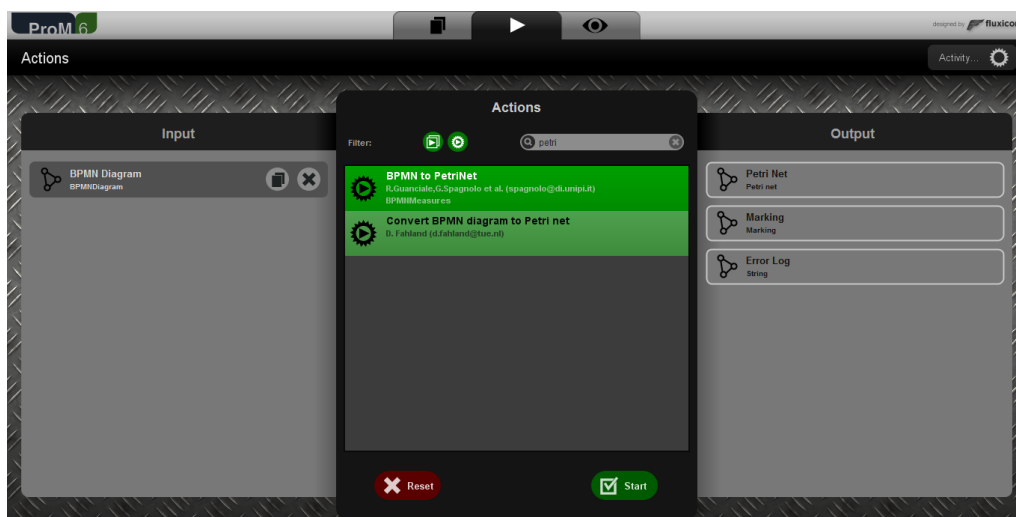 ProM 6
designed by fluxicon
Actions
Activity...
Input
BPMN Diagram
BPMNDiagram
Actions
Filter:
petri
BPMN to PetriNet
R.Guanciale,G.Spagnolo et al. (spagnolo@di.unipi.it)
BPMNMeasures
Convert BPMN diagram to Petri net
D. Fahland (d.fahland@tue.nl)
Reset
Start
Output
Petri Net
Petri net
Marking
Marking
Error Log
String